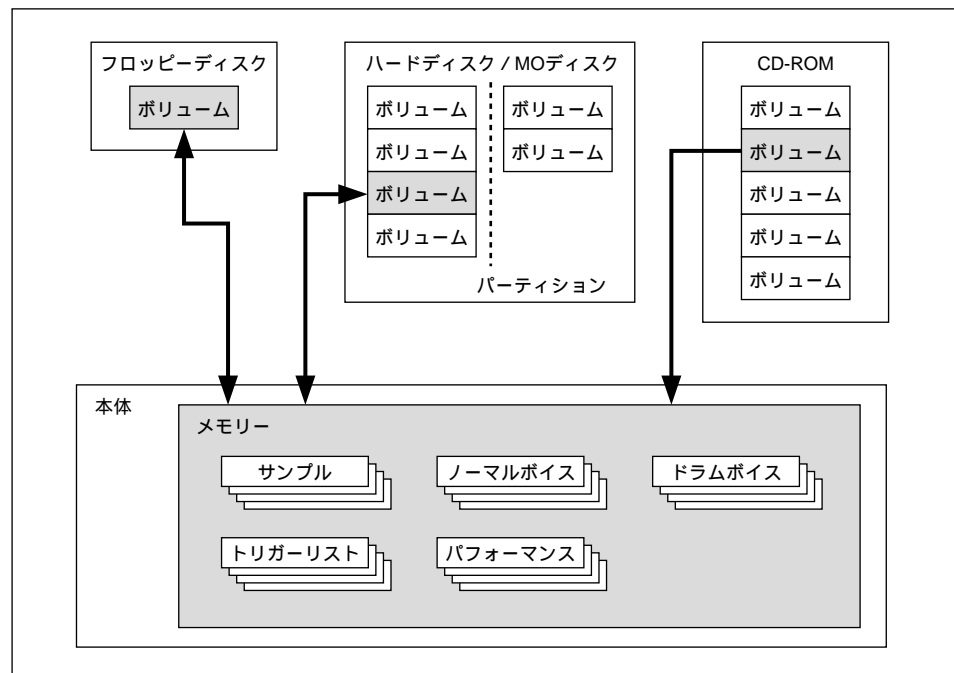 フロッピーディスク
ボリューム
ハードディスク / MOディスク
ボリューム
ボリューム
ボリューム
ボリューム
ボリューム
ボリューム
パーティション
CD-ROM
ボリューム
ボリューム
ボリューム
ボリューム
ボリューム
本体
メモリー
サンプル
ノーマルボイス
ドラムボイス
トリガーリスト
パフォーマンス